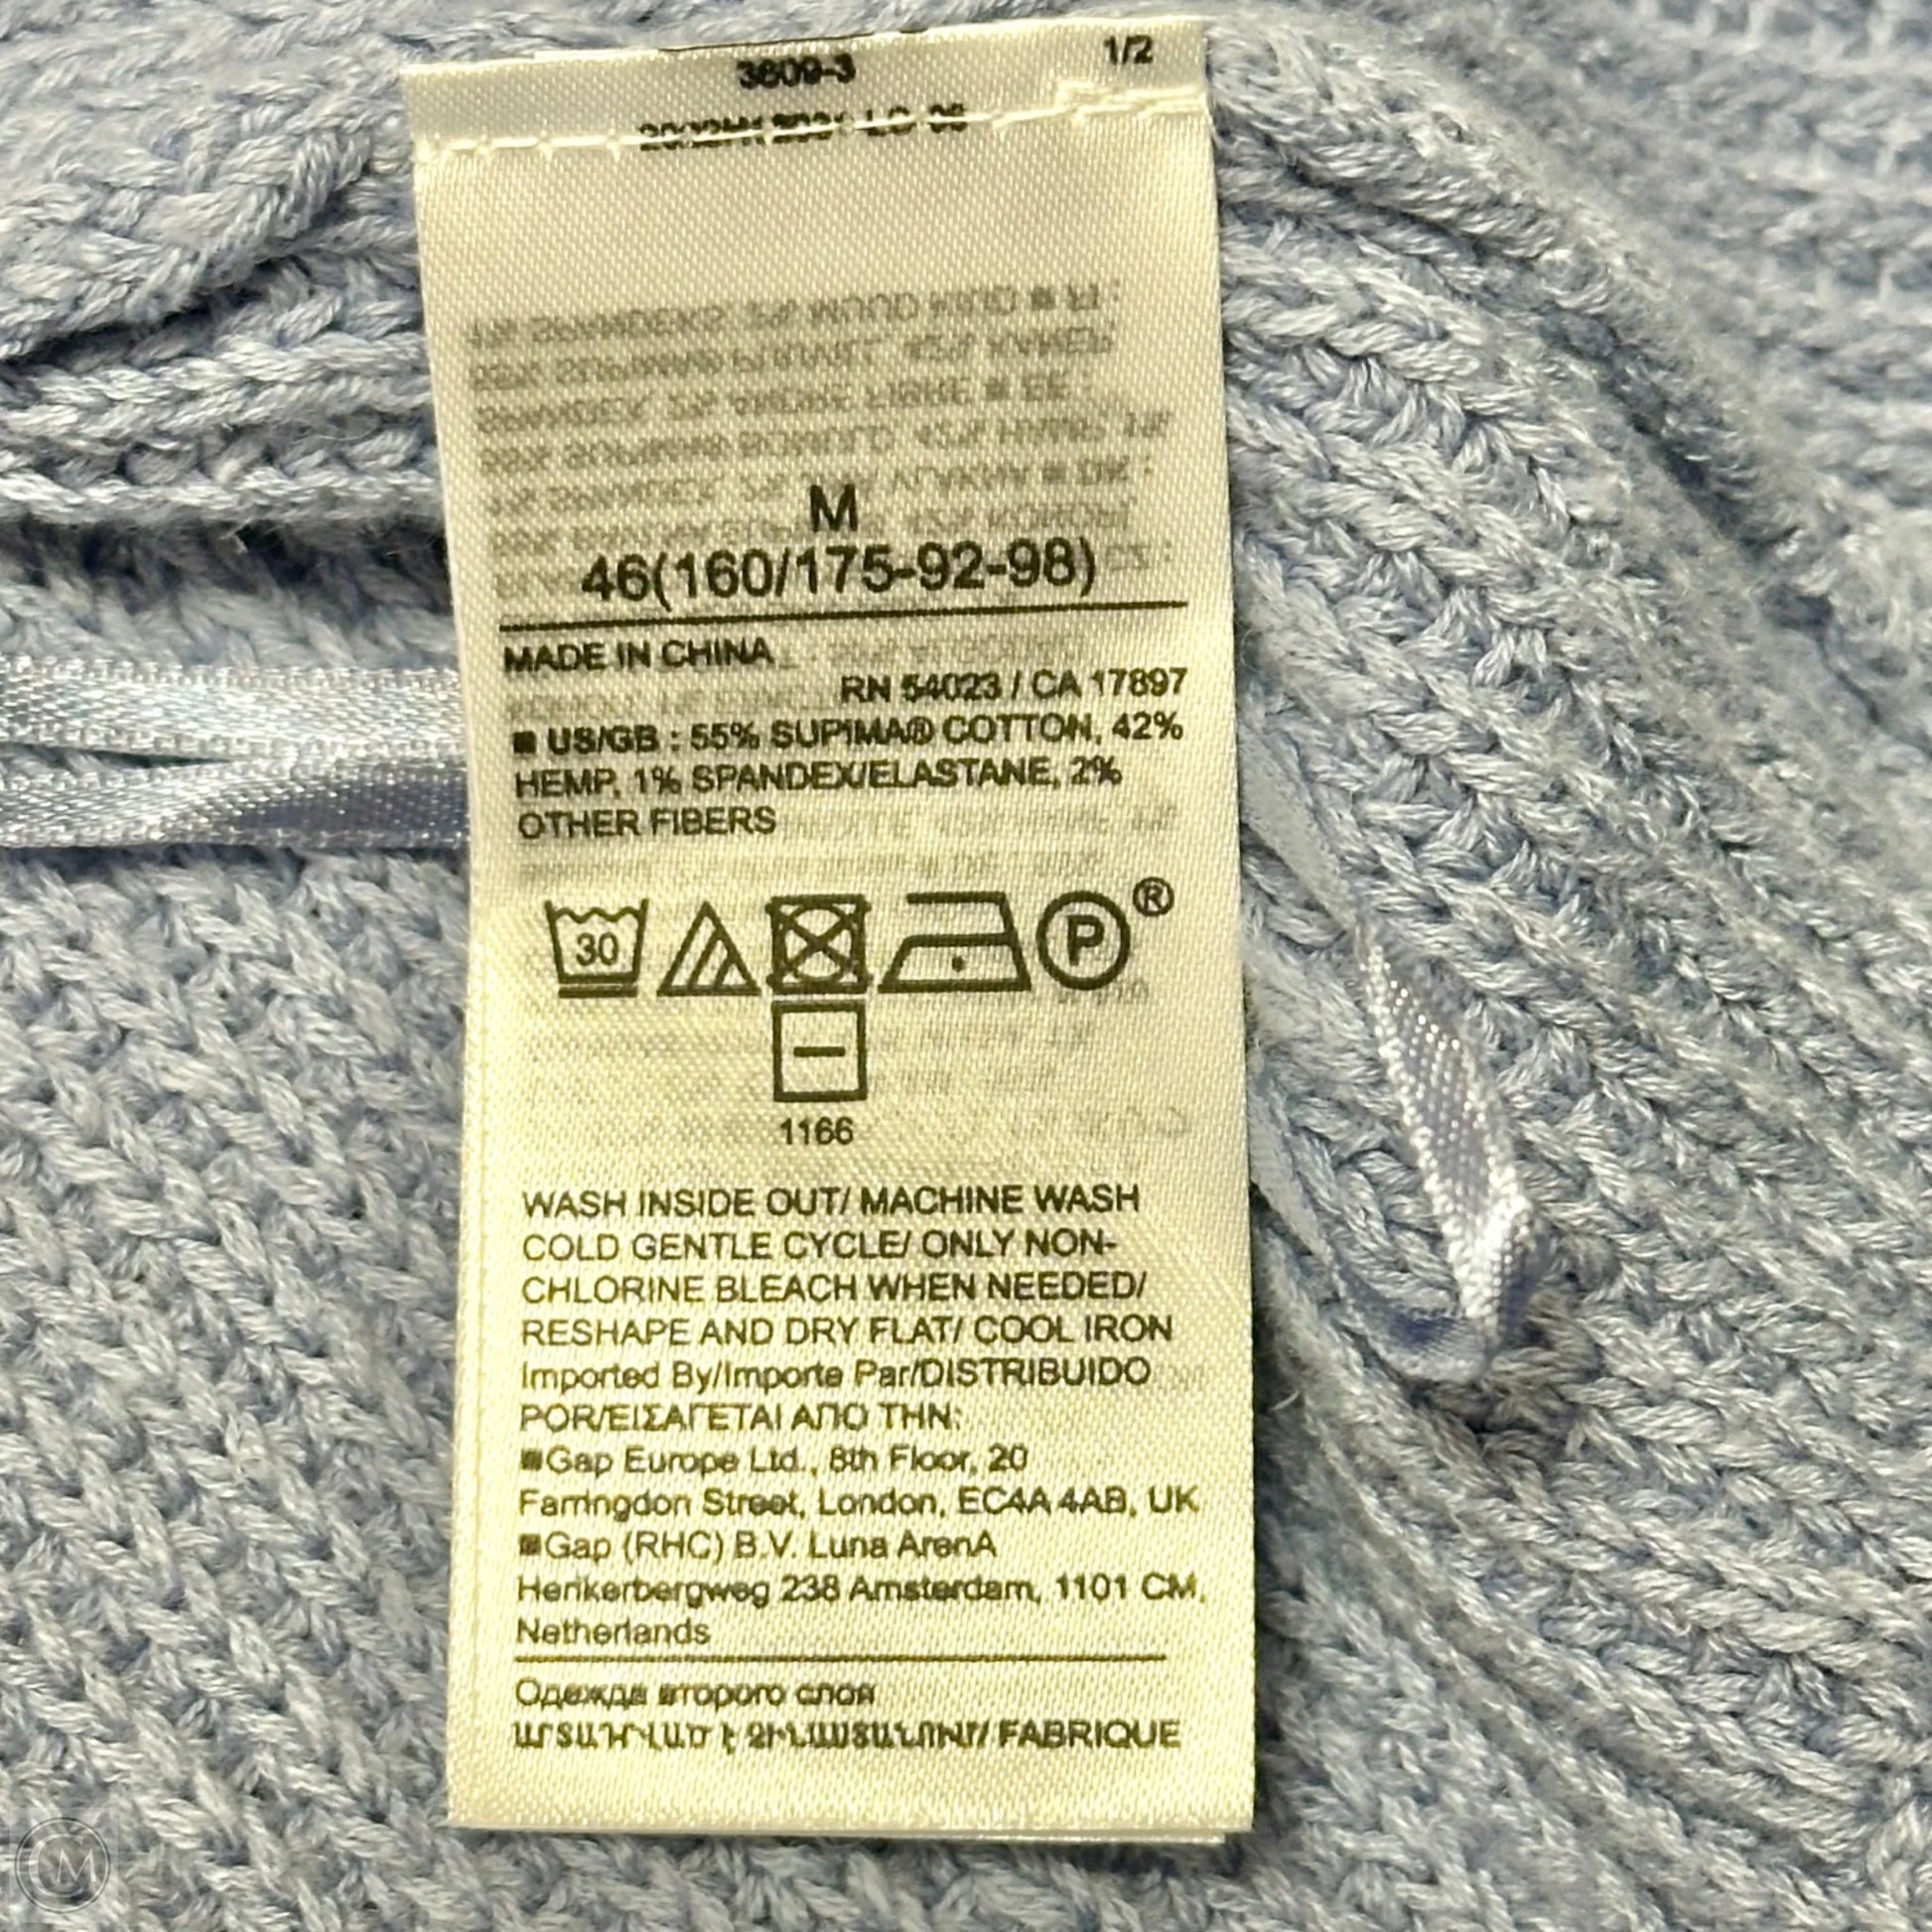 3609-3
1/2
M
46(160/175-92-98)
MADE IN CHINA
RN 54023 / CA 17897
■ US/GB : 55% SUPIMA® COTTON, 42%
HEMP, 1% SPANDEX/ELASTANE, 2%
OTHER FIBERS
30
P®
1166
WASH INSIDE OUT/ MACHINE WASH
COLD GENTLE CYCLE/ ONLY NON-
CHLORINE BLEACH WHEN NEEDED/
RESHAPE AND DRY FLAT/ COOL IRON
Imported By/Importe Par/DISTRIBUIDO
POR/ΕΙΣΑΓΕΤΑΙ ΑΠΟ ΤΗΝ:
■Gap Europe Ltd., 8th Floor, 20
Farringdon Street, London, EC4A 4AB, UK
■Gap (RHC) B.V. Luna ArenA
Herikerbergweg 238 Amsterdam, 1101 CM,
Netherlands
Одежда второго слоя
ԱՐՏԱԴՐՎԱԾ Է ՉԻՆԱՍՏԱՆՈՒՄ/ FABRIQUE
CM